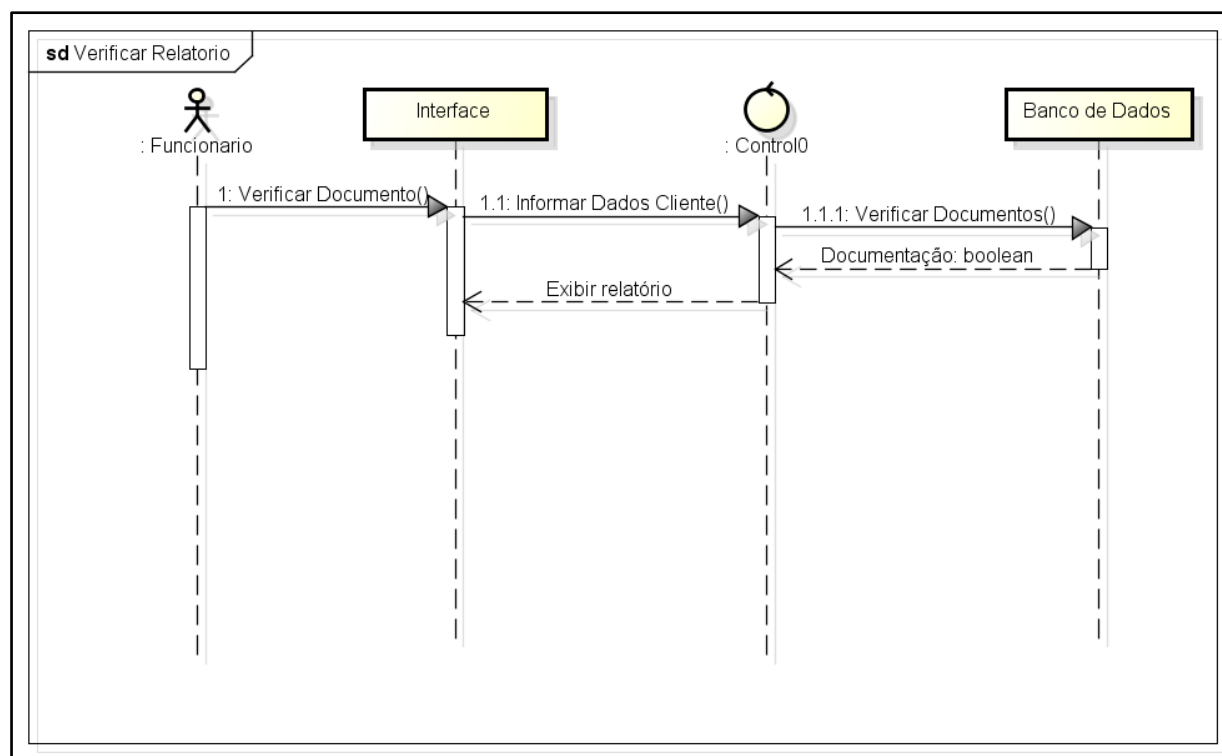 sd Verificar Relatorio
: Funcionario
Interface
: Control0
Banco de Dados
1: Verificar Documento()
1.1: Informar Dados Cliente()
1.1.1: Verificar Documentos()
Documentação: boolean
Exibir relatório